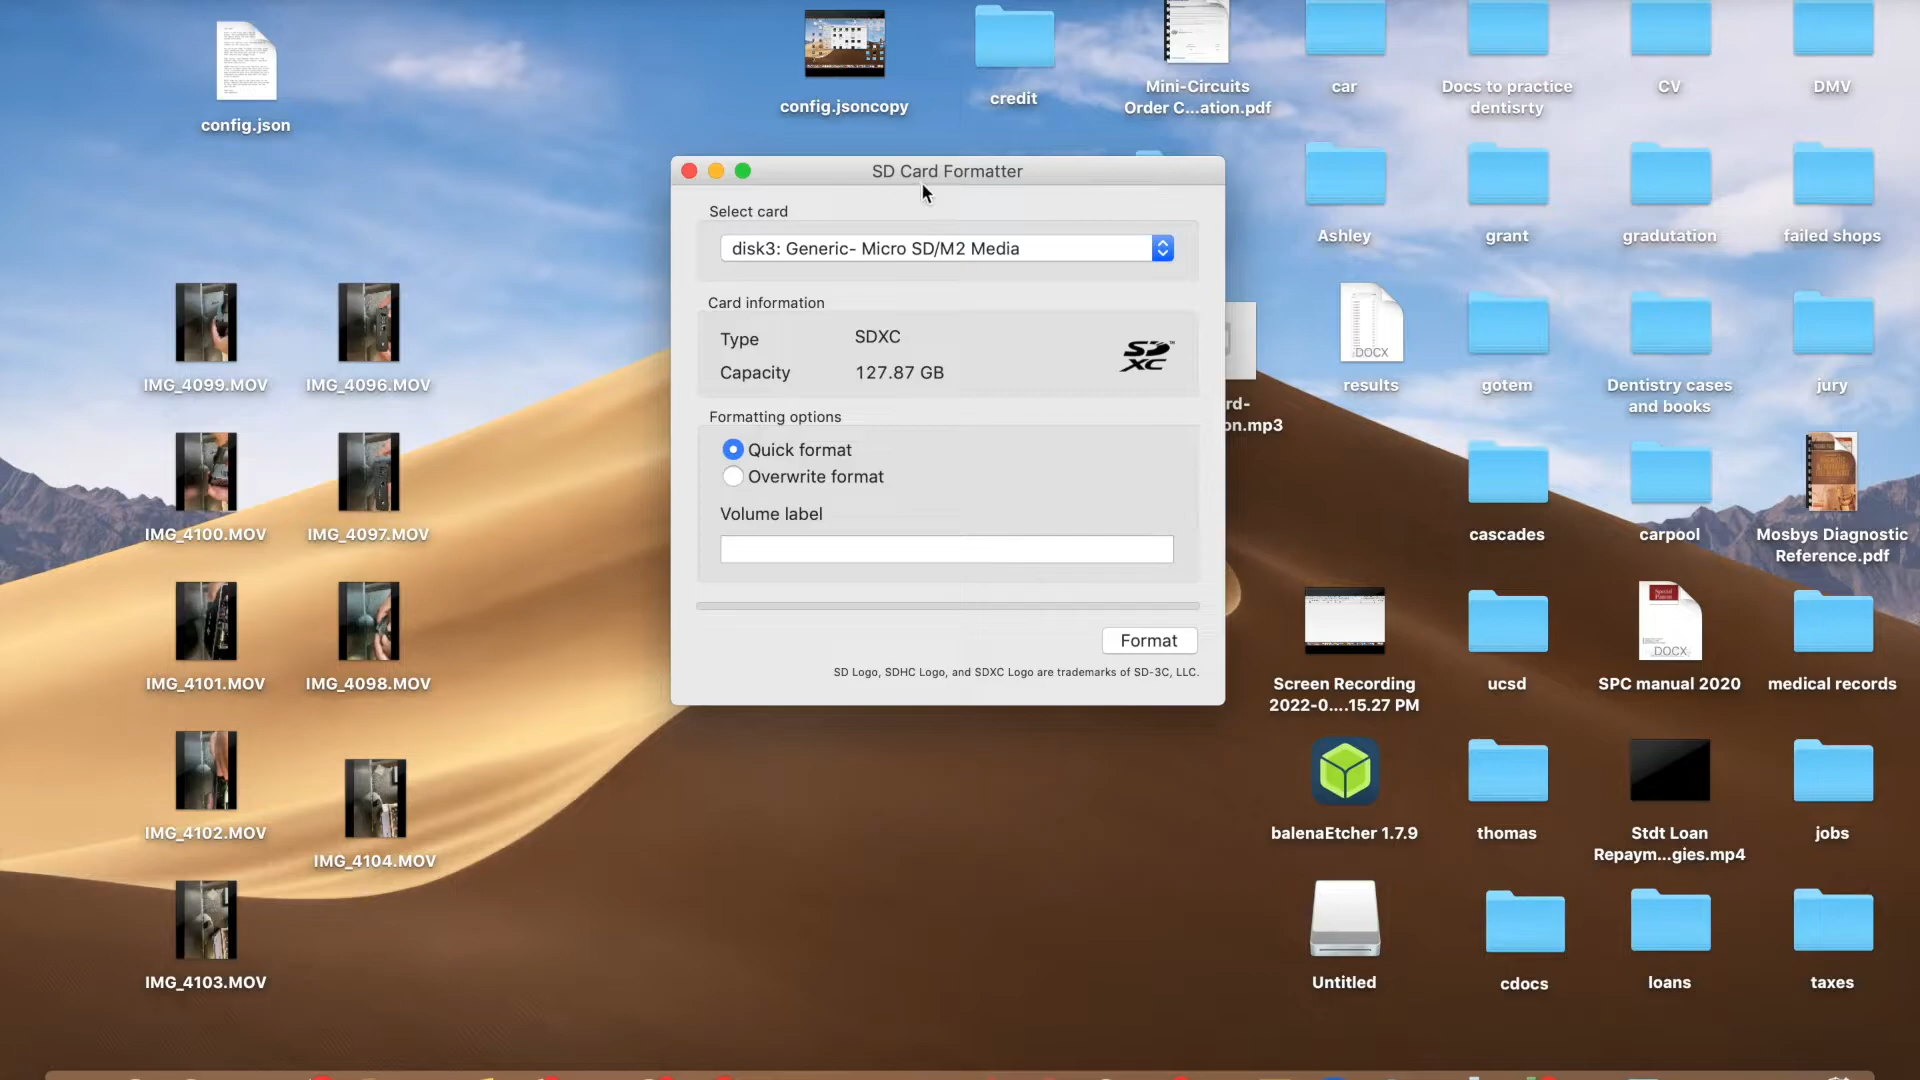 config.json
config.jsoncopy
credit
Mini-Circuits
Order C...ation.pdf
car
Docs to practice
dentisrty
CV
DMV
SD Card Formatter
Select card
disk3: Generic- Micro SD/M2 Media
Card information
Type
SDXC
Capacity
127.87 GB
SD
XC
Formatting options
Quick format
Overwrite format
Volume label
Format
SD Logo, SDHC Logo, and SDXC Logo are trademarks of SD-3C, LLC.
Ashley
grant
gradutation
failed shops
IMG_4099.MOV
IMG_4096.MOV
rd-
on.mp3
DOCX
results
gotem
Dentistry cases
and books
jury
IMG_4100.MOV
IMG_4097.MOV
cascades
carpool
Mosbys Diagnostic
Reference.pdf
IMG_4101.MOV
IMG_4098.MOV
Screen Recording
2022-0....15.27 PM
ucsd
DOCX
SPC manual 2020
medical records
IMG_4102.MOV
IMG_4104.MOV
balenaEtcher 1.7.9
thomas
Stdt Loan
Repaym...gies.mp4
jobs
IMG_4103.MOV
Untitled
cdocs
loans
taxes